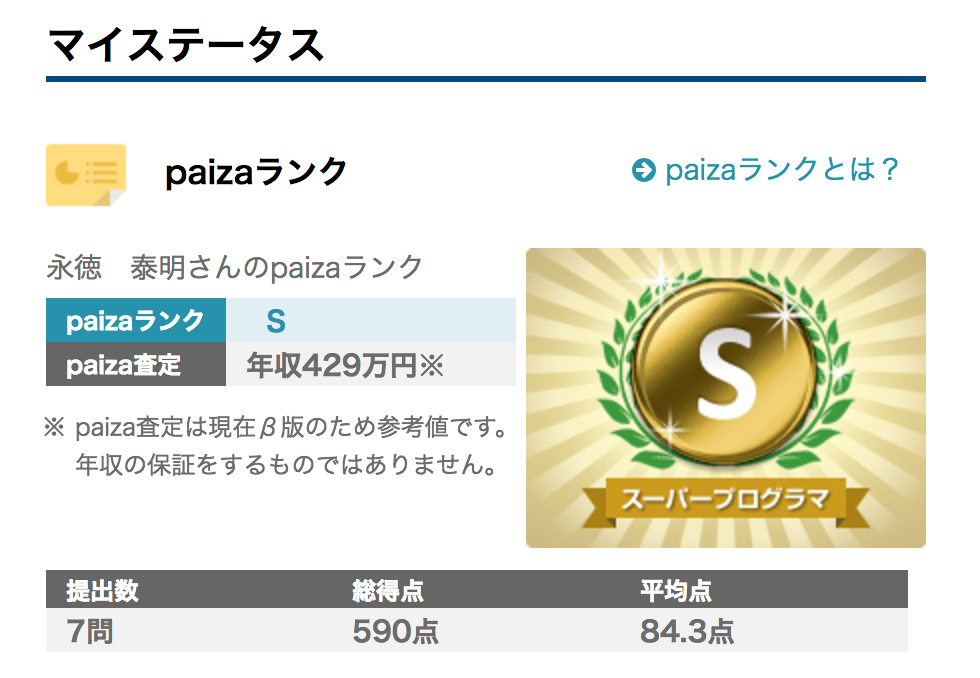 マイステータス
paizaランク
paizaランクとは？
永徳　泰明さんのpaizaランク
paizaランク S
paiza査定 年収429万円※
※ paiza査定は現在β版のため参考値です。
年収の保証をするものではありません。
S
スーパープログラマ
提出数 総得点 平均点
7問 590点 84.3点